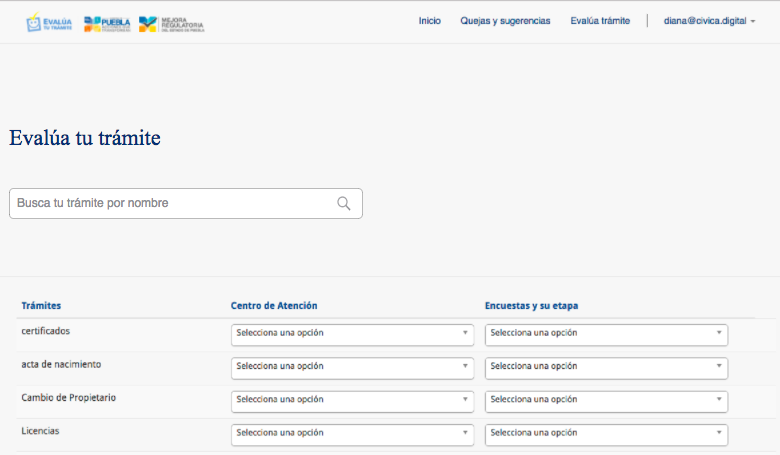 EVALÚA
TU TRÁMITE
PUEBLA
MEJORA
REGULATORIA
DEL ESTADO DE PUEBLA
Inicio
Quejas y sugerencias
Evalúa trámite
diana@civica.digital
Evalúa tu trámite
Busca tu trámite por nombre
Trámites Centro de Atención Encuestas y su etapa
certificados Selecciona una opción Selecciona una opción
acta de nacimiento Selecciona una opción Selecciona una opción
Cambio de Propietario Selecciona una opción Selecciona una opción
Licencias Selecciona una opción Selecciona una opción